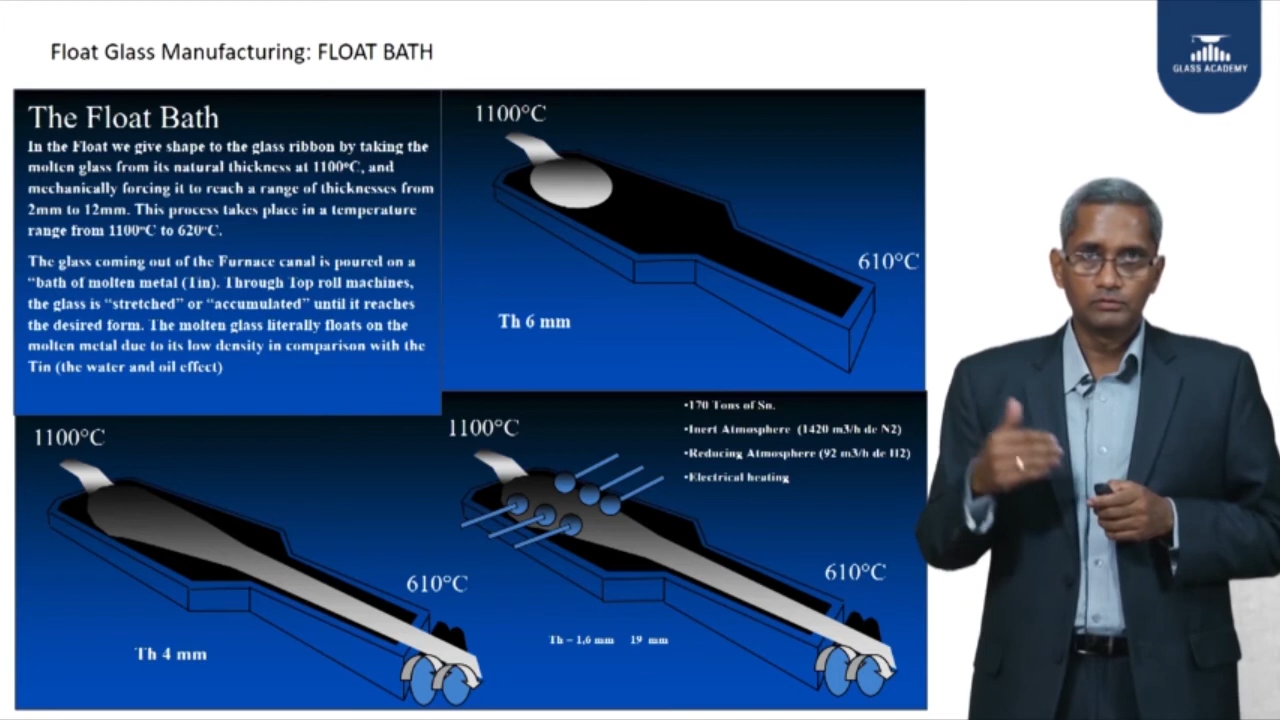 Float Glass Manufacturing: FLOAT BATH
GLASS ACADEMY
The Float Bath
In the Float we give shape to the glass ribbon by taking the
molten glass from its natural thickness at 1100°C, and
mechanically forcing it to reach a range of thicknesses from
2mm to 12mm. This process takes place in a temperature
range from 1100°C to 620°C.
The glass coming out of the Furnace canal is poured on a
“bath of molten metal (Tin). Through Top roll machines,
the glass is “stretched” or “accumulated” until it reaches
the desired form. The molten glass literally floats on the
molten metal due to its low density in comparison with the
Tin (the water and oil effect)
1100°C
610°C
Th 6 mm
1100°C
610°C
Th 4 mm
1100°C
•170 Tons of Sn.
•Inert Atmosphere (1420 m3/h de N2)
•Reducing Atmosphere (92 m3/h de H2)
•Electrical heating
610°C
Th – 1,6 mm 19 mm